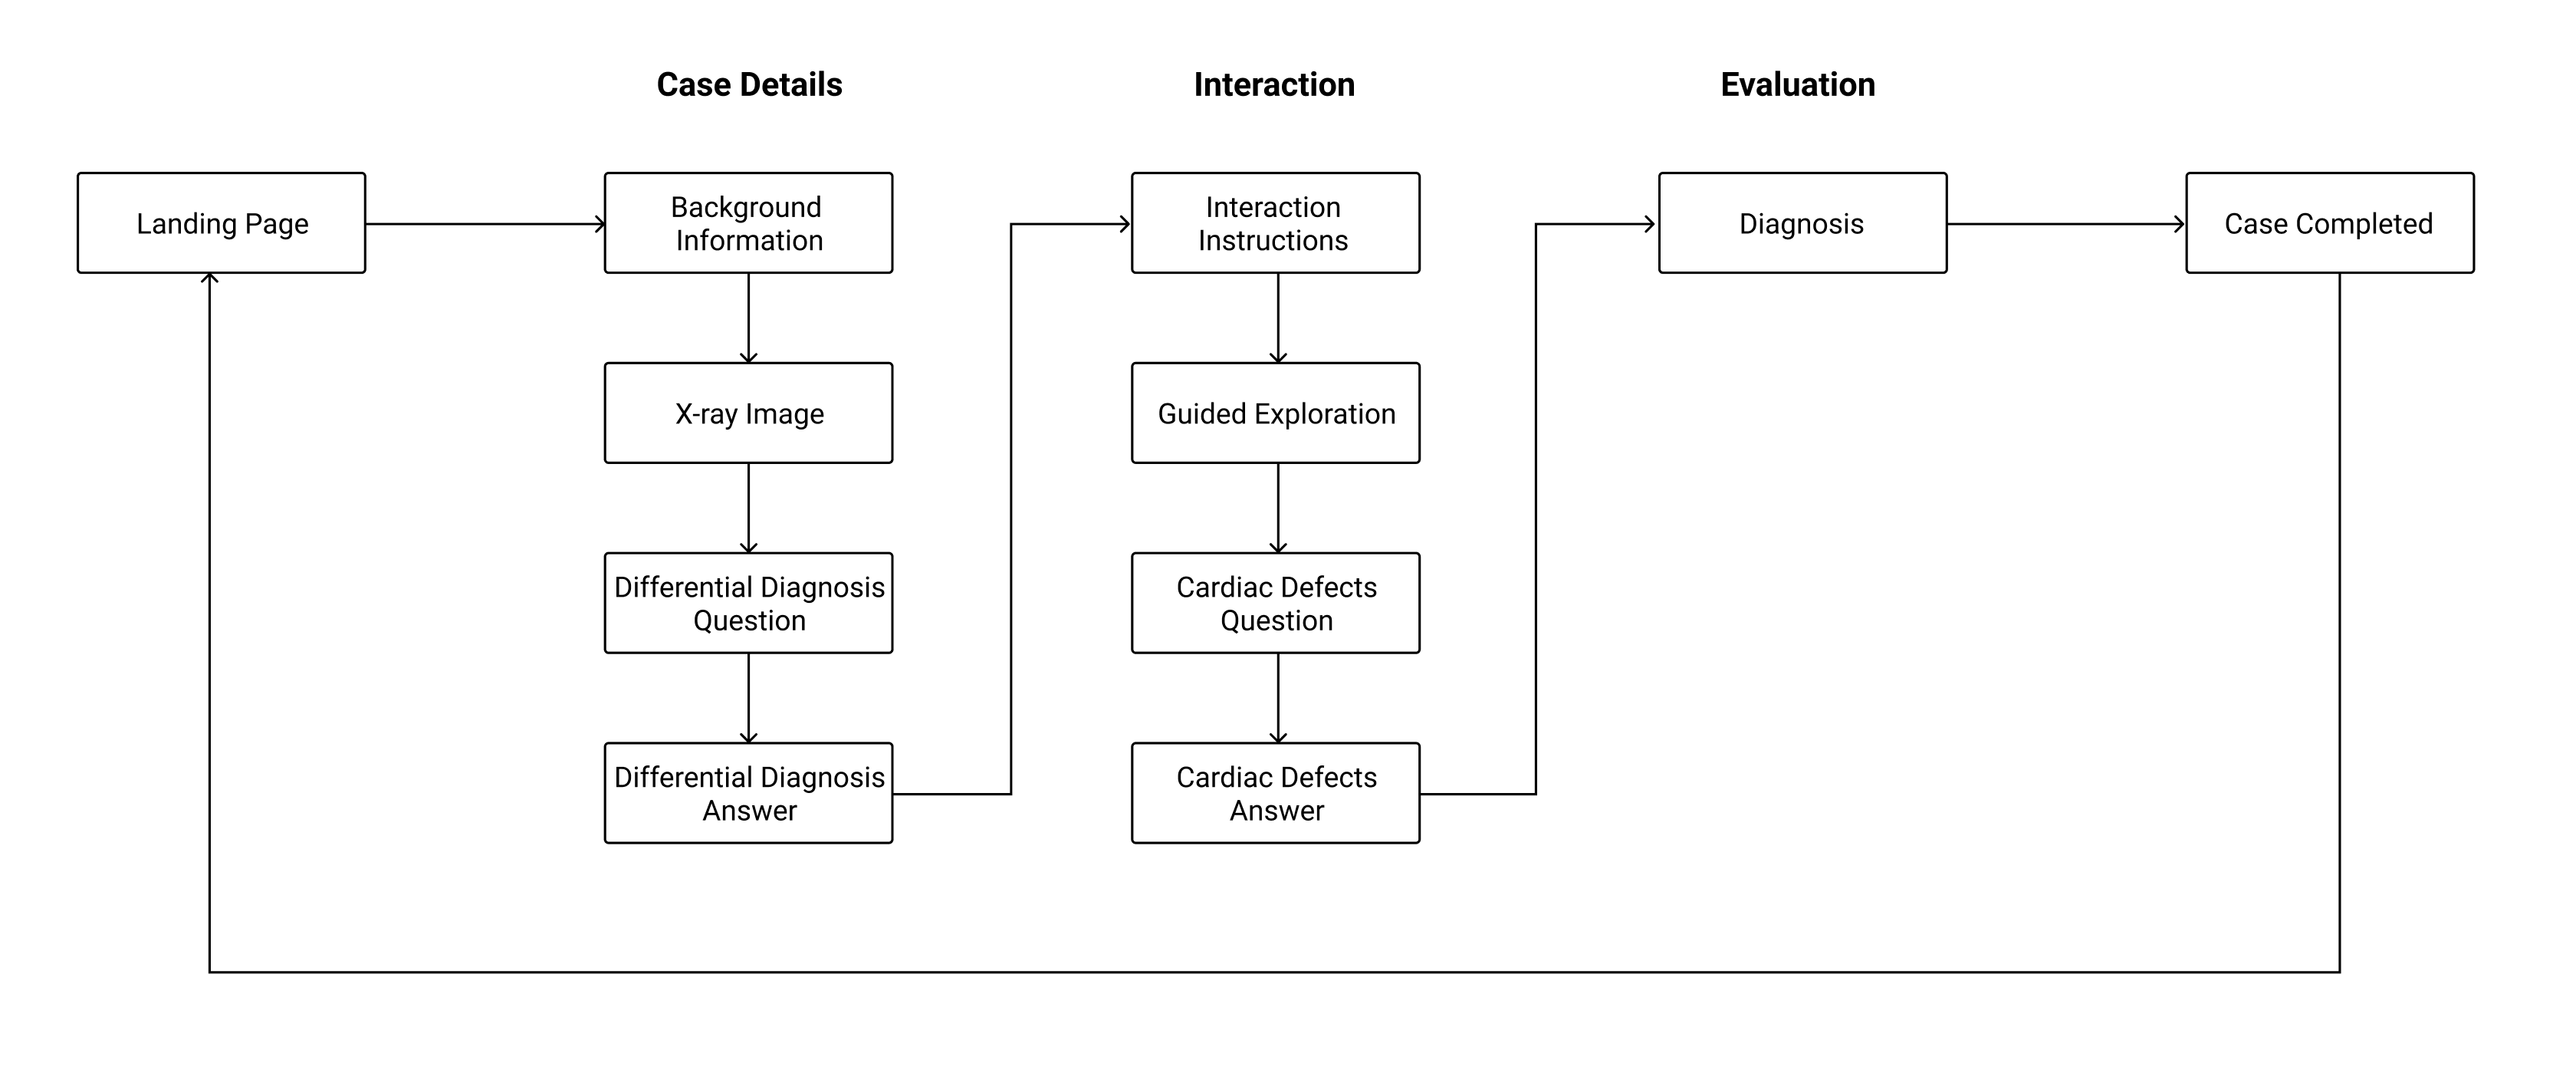 Case Details
Interaction
Evaluation
Landing Page
Background
Information
Interaction
Instructions
Diagnosis
Case Completed
X-ray Image
Guided Exploration
Differential Diagnosis
Question
Cardiac Defects
Question
Differential Diagnosis
Answer
Cardiac Defects
Answer